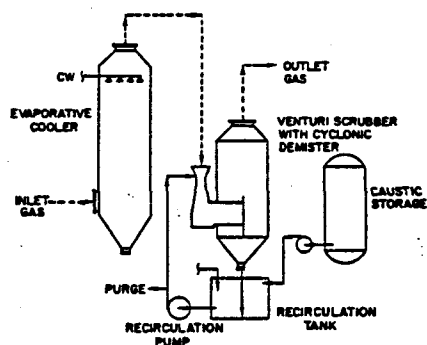 CW
EVAPORATIVE
COOLER
INLET
GAS
OUTLET
GAS
VENTURI SCRUBBER
WITH CYCLONIC
DEMISTER
CAUSTIC
STORAGE
PURGE
RECIRCULATION
PUMP
RECIRCULATION
TANK